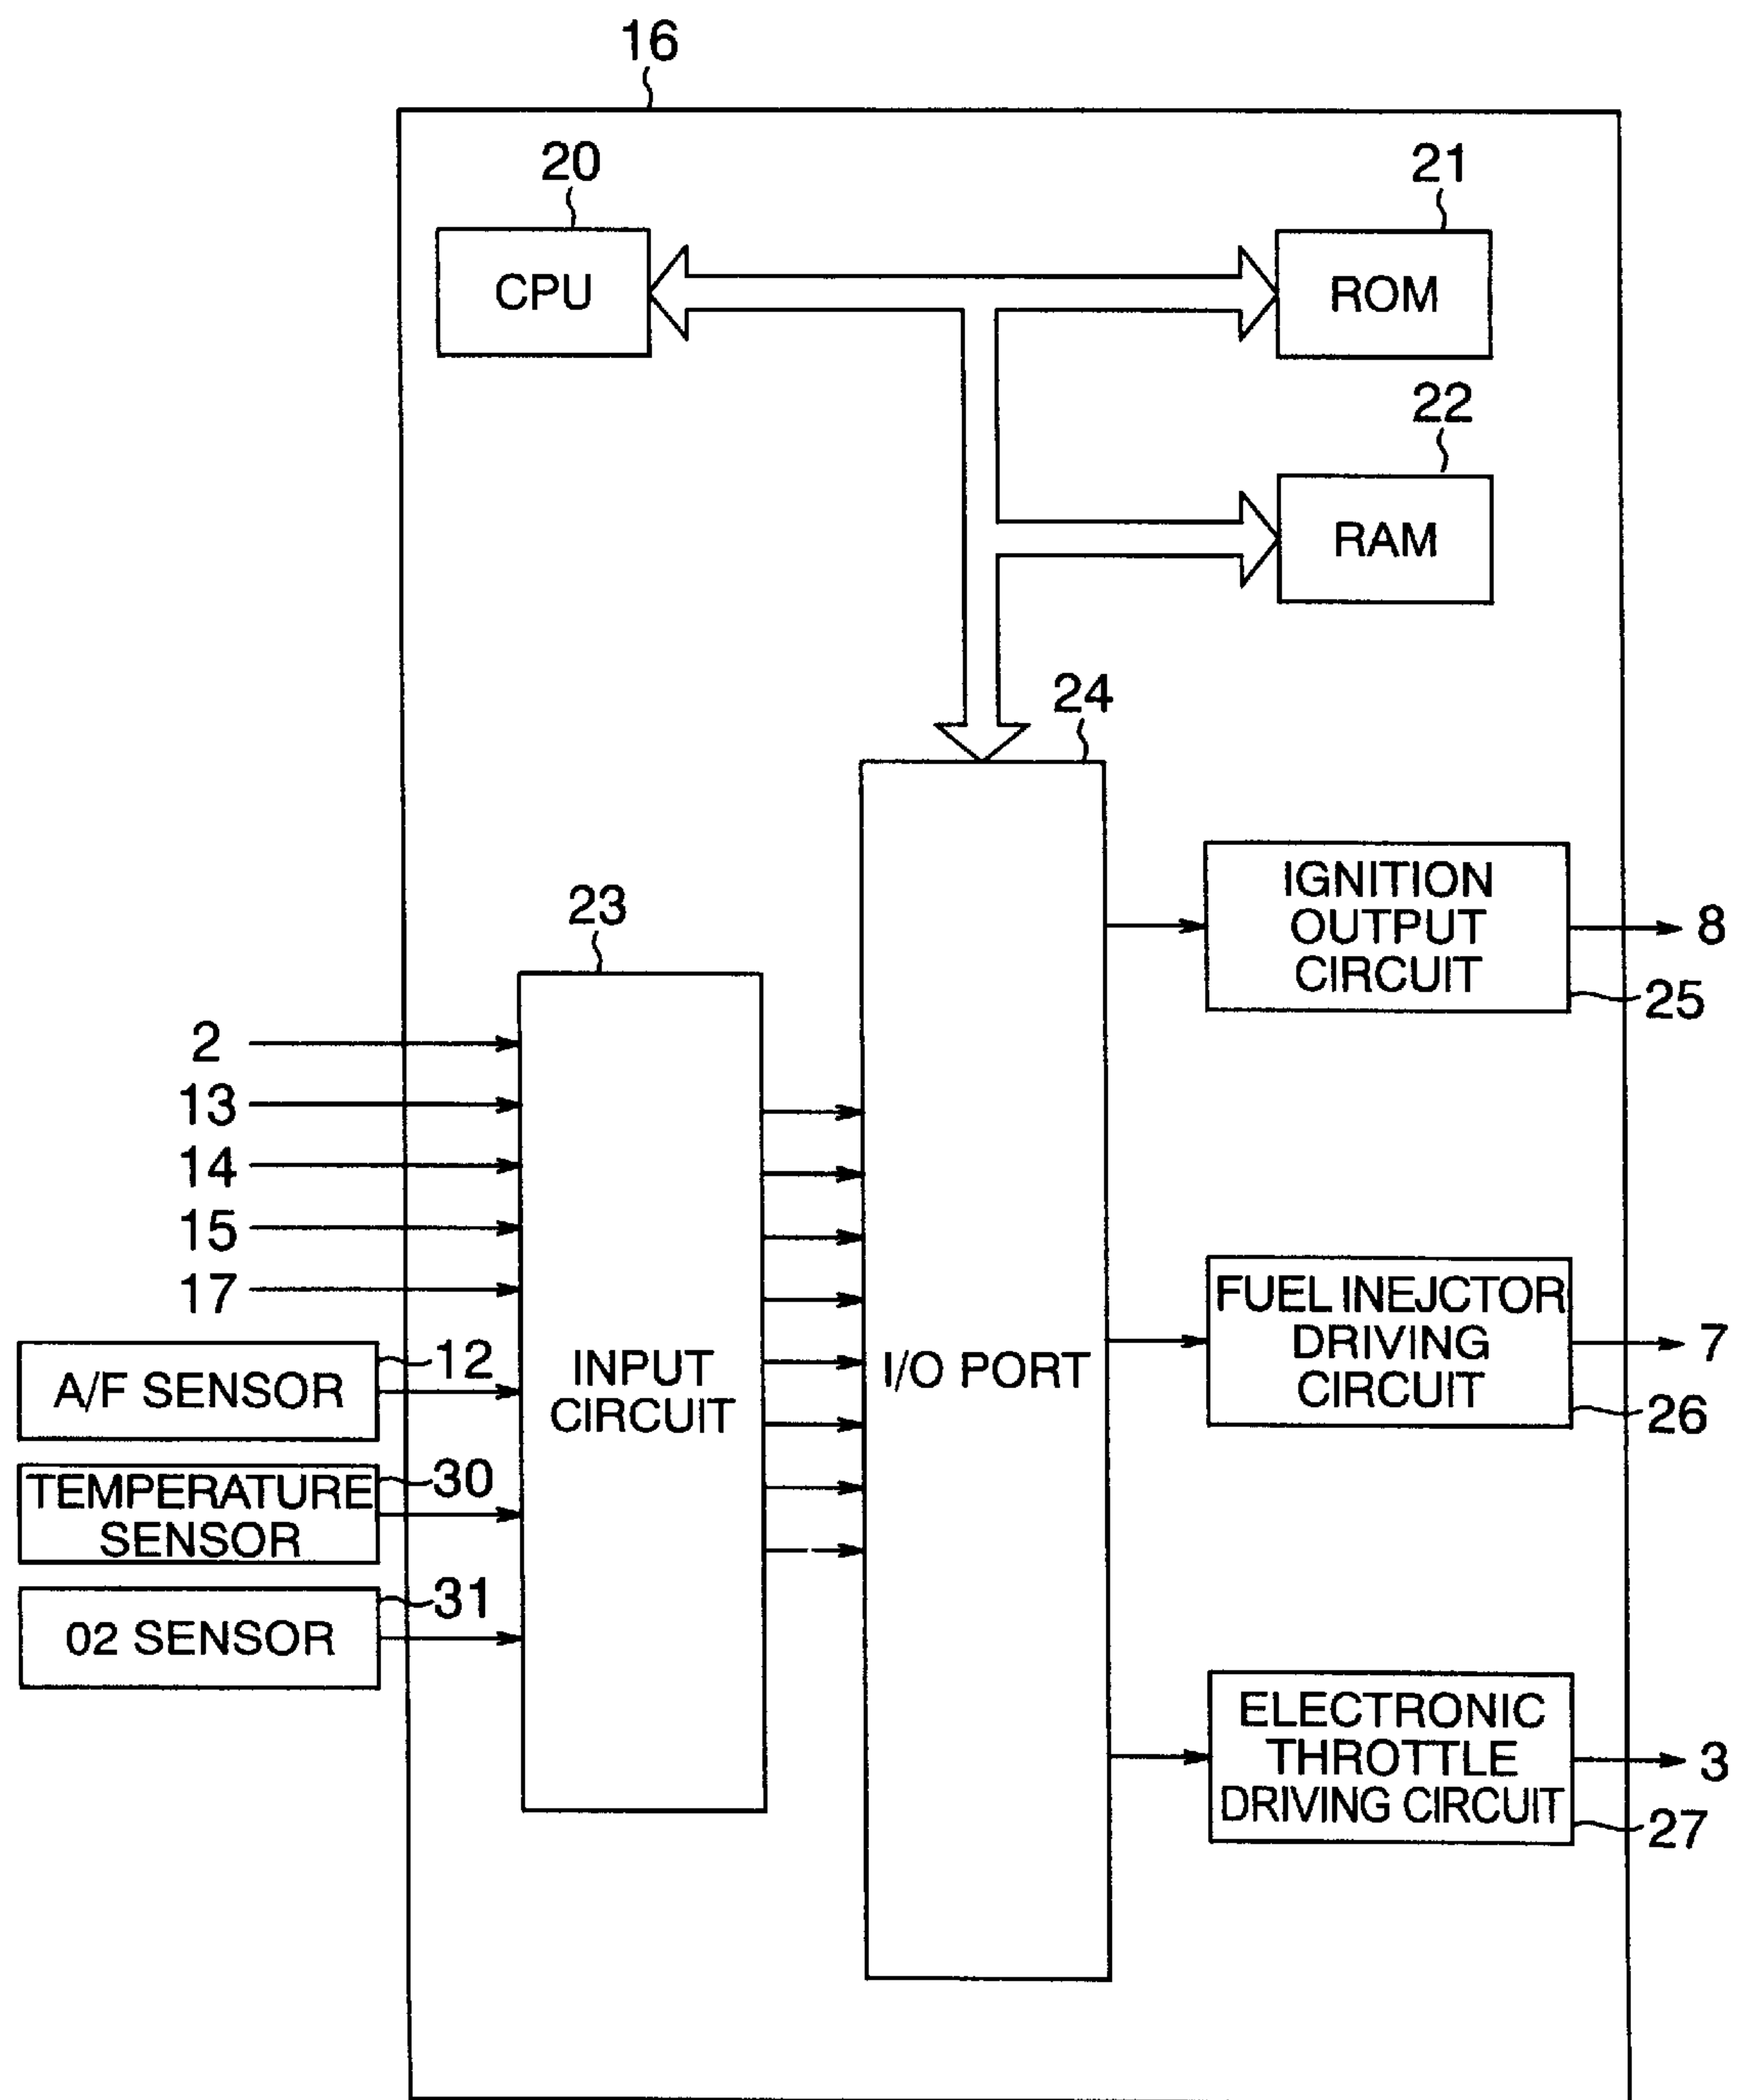 16
20
21
CPU
ROM
22
RAM
24
IGNITION
OUTPUT
CIRCUIT
8
25
23
2
13
14
15
17
12
A/F SENSOR
30
TEMPERATURE
SENSOR
31
02 SENSOR
INPUT
CIRCUIT
I/O PORT
FUEL INEJCTOR
DRIVING
CIRCUIT
7
26
ELECTRONIC
THROTTLE
DRIVING CIRCUIT
3
27